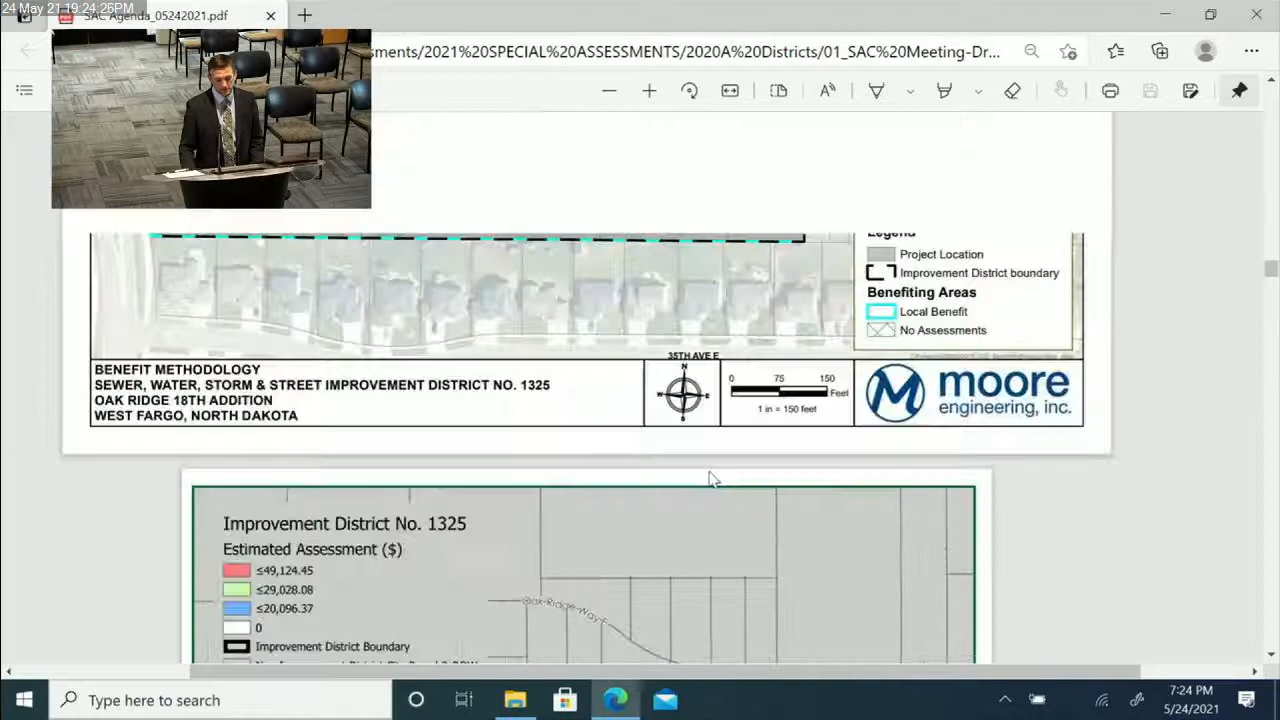 24 May 21 19:24:26PM
SAC Agenda_05242021.pdf
sments/2021%20SPECIAL%20ASSESSMENTS/2020A%20Districts/01_SAC%20Meeting-Dr...
Legend
Project Location
Improvement District boundary
Benefiting Areas
Local Benefit
No Assessments
35TH AVE E
BENEFIT METHODOLOGY
SEWER, WATER, STORM & STREET IMPROVEMENT DISTRICT NO. 1325
OAK RIDGE 18TH ADDITION
WEST FARGO, NORTH DAKOTA
N
W E
S
0 75 150
Feet
1 in = 150 feet
moore
engineering, inc.
Improvement District No. 1325
Estimated Assessment ($)
≤49,124.45
≤29,028.08
≤20,096.37
0
Improvement District Boundary
Oak Ridge Way E
Type here to search
7:24 PM
5/24/2021